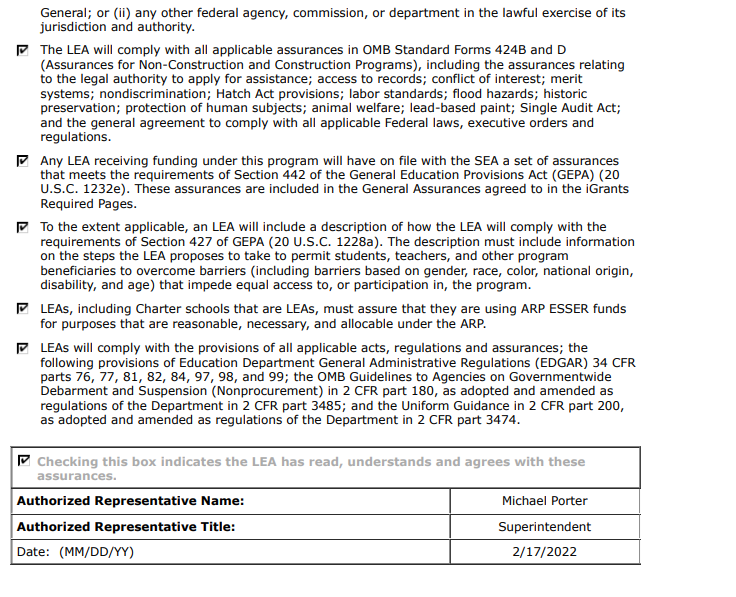 General; or (ii) any other federal agency, commission, or department in the lawful exercise of its
jurisdiction and authority.
The LEA will comply with all applicable assurances in OMB Standard Forms 424B and D
(Assurances for Non-Construction and Construction Programs), including the assurances relating
to the legal authority to apply for assistance; access to records; conflict of interest; merit
systems; nondiscrimination; Hatch Act provisions; labor standards; flood hazards; historic
preservation; protection of human subjects; animal welfare; lead-based paint; Single Audit Act;
and the general agreement to comply with all applicable Federal laws, executive orders and
regulations.
Any LEA receiving funding under this program will have on file with the SEA a set of assurances
that meets the requirements of Section 442 of the General Education Provisions Act (GEPA) (20
U.S.C. 1232e). These assurances are included in the General Assurances agreed to in the iGrants
Required Pages.
To the extent applicable, an LEA will include a description of how the LEA will comply with the
requirements of Section 427 of GEPA (20 U.S.C. 1228a). The description must include information
on the steps the LEA proposes to take to permit students, teachers, and other program
beneficiaries to overcome barriers (including barriers based on gender, race, color, national origin,
disability, and age) that impede equal access to, or participation in, the program.
LEAs, including Charter schools that are LEAs, must assure that they are using ARP ESSER funds
for purposes that are reasonable, necessary, and allocable under the ARP.
LEAs will comply with the provisions of all applicable acts, regulations and assurances; the
following provisions of Education Department General Administrative Regulations (EDGAR) 34 CFR
parts 76, 77, 81, 82, 84, 97, 98, and 99; the OMB Guidelines to Agencies on Governmentwide
Debarment and Suspension (Nonprocurement) in 2 CFR part 180, as adopted and amended as
regulations of the Department in 2 CFR part 3485; and the Uniform Guidance in 2 CFR part 200,
as adopted and amended as regulations of the Department in 2 CFR part 3474.
Checking this box indicates the LEA has read, understands and agrees with these
assurances.
Authorized Representative Name: Michael Porter
Authorized Representative Title: Superintendent
Date: (MM/DD/YY) 2/17/2022